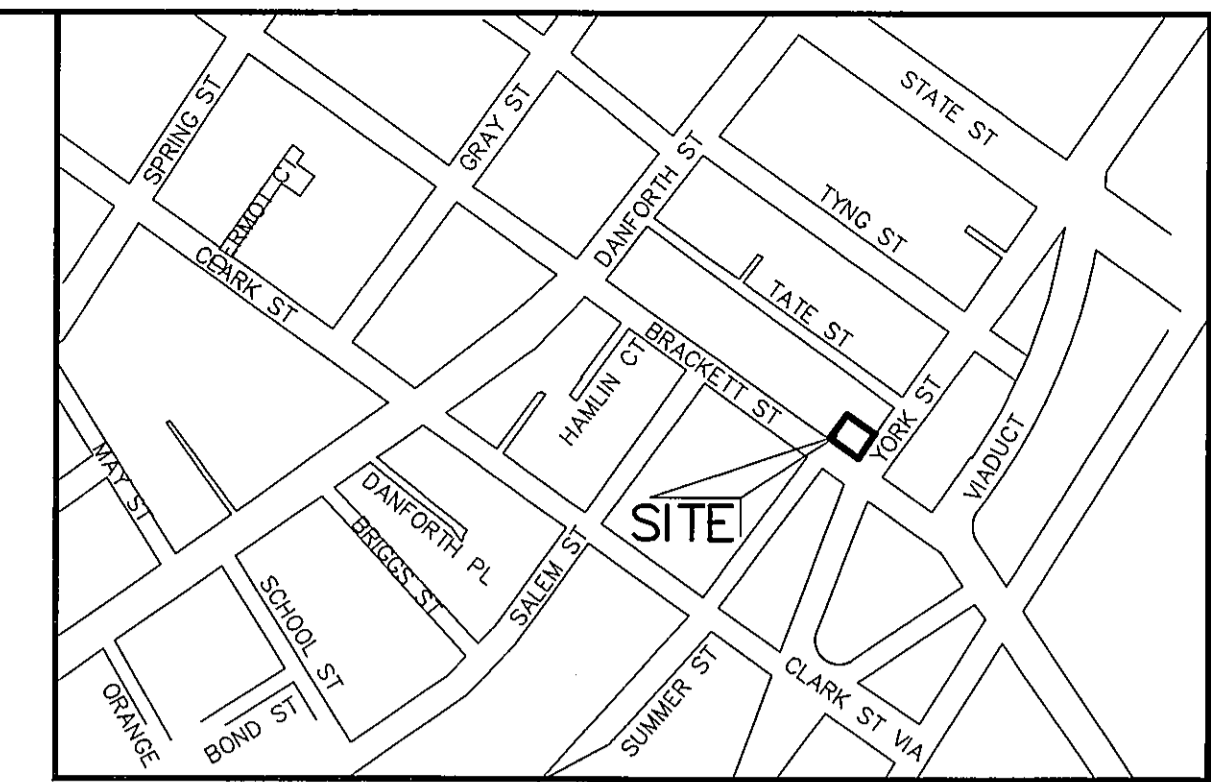 STATE ST
SPRING ST
GRAY ST
DANFORTH ST
TYNG ST
CLARK ST
TATE ST
BRACKETT ST
HAMLIN CT
YORK ST
VIADUCT
SITE
MAY ST
DANFORTH PL
BRIGGS ST
SALEM ST
SCHOOL ST
ORANGE
BOND ST
SUMMER ST
CLARK ST VIA